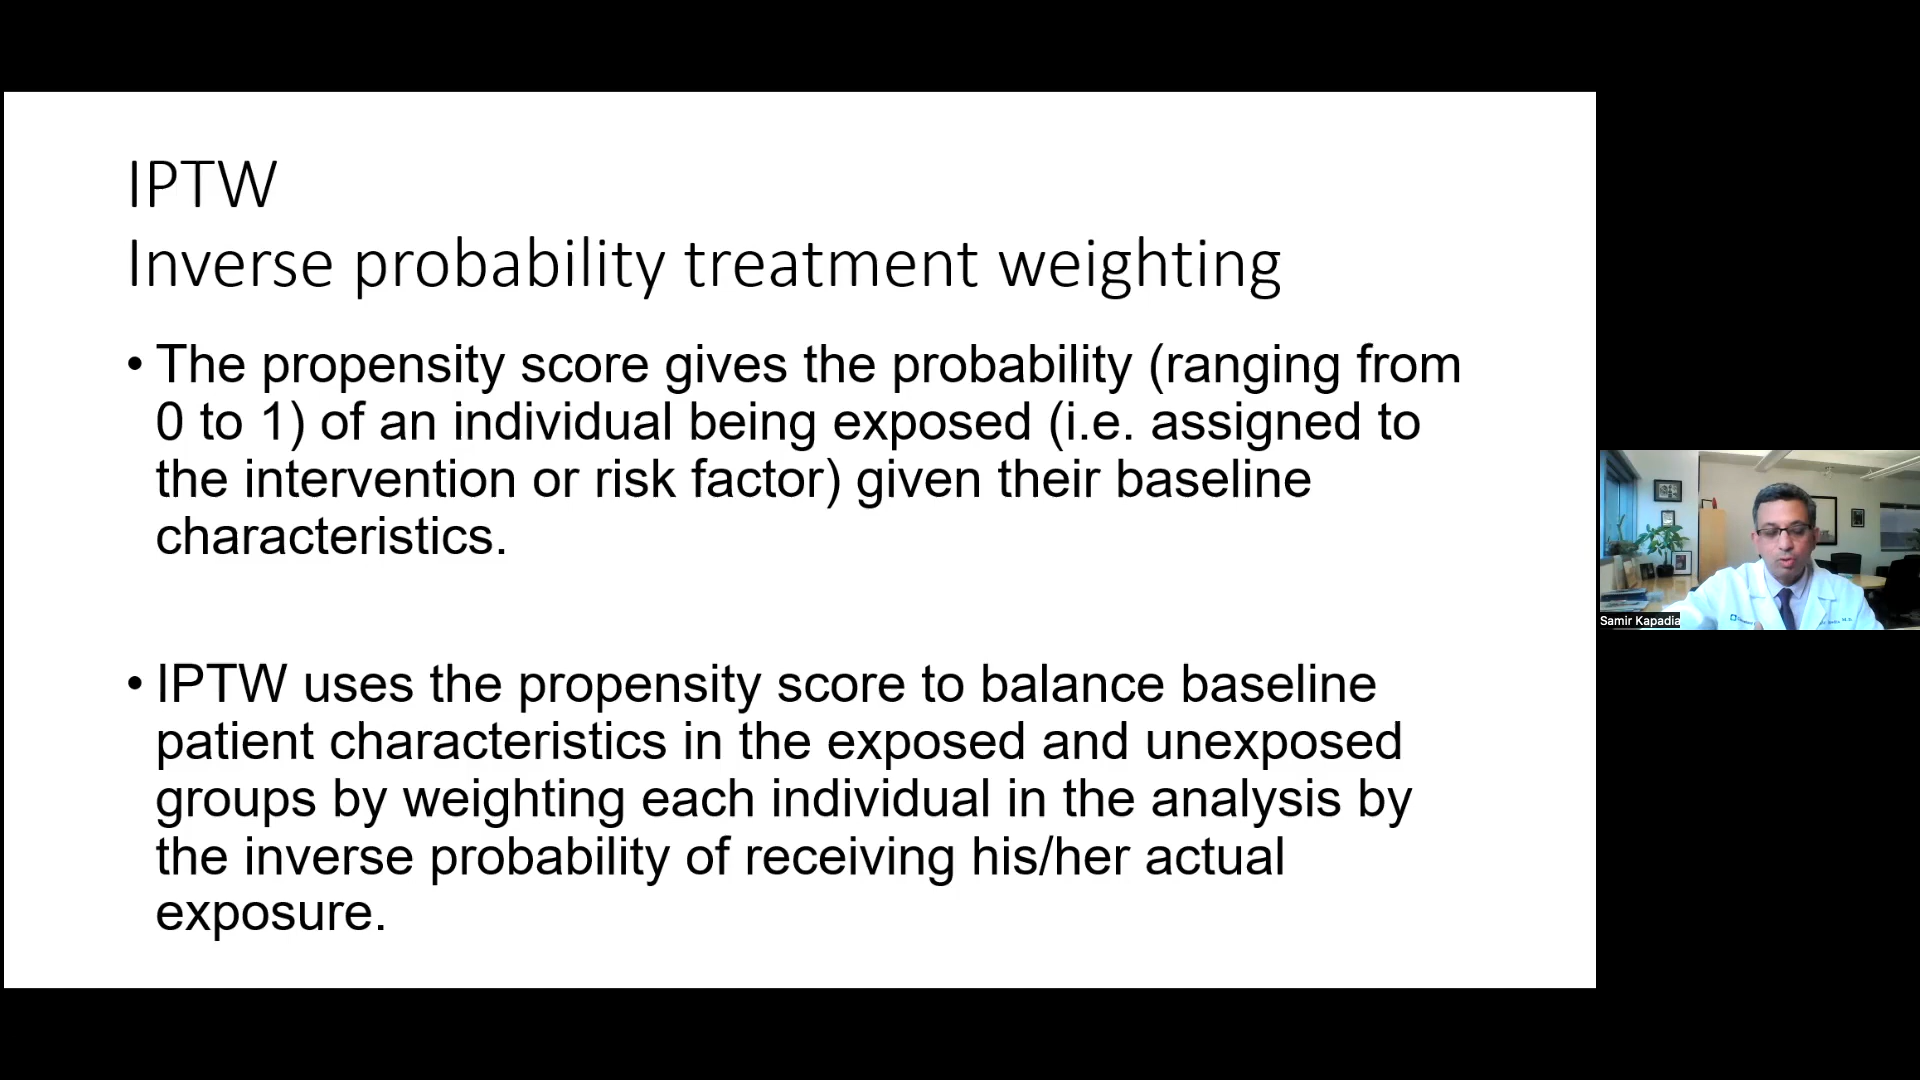 IPTW
Inverse probability treatment weighting
• The propensity score gives the probability (ranging from
0 to 1) of an individual being exposed (i.e. assigned to
the intervention or risk factor) given their baseline
characteristics.
• IPTW uses the propensity score to balance baseline
patient characteristics in the exposed and unexposed
groups by weighting each individual in the analysis by
the inverse probability of receiving his/her actual
exposure.
Samir Kapadia